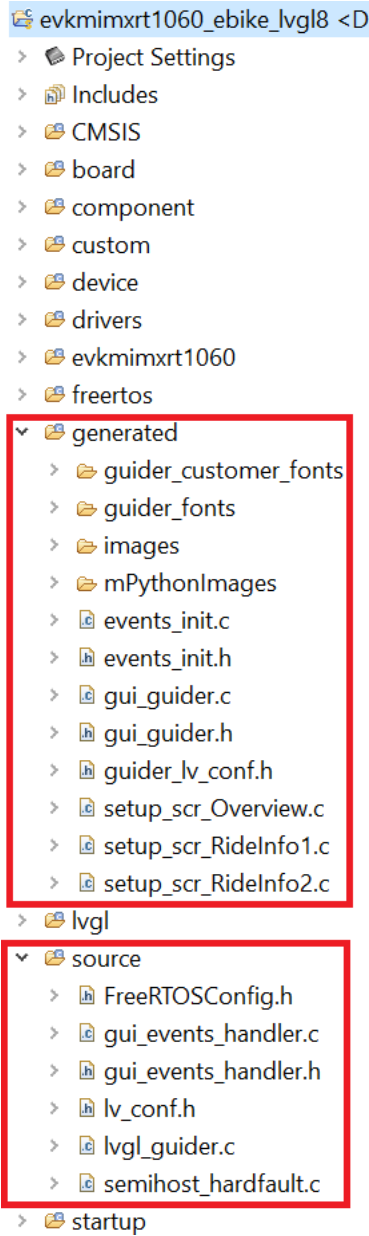 evkmimxrt1060_ebike_lvgl8 <D
Project Settings
Includes
CMSIS
board
component
custom
device
drivers
evkmimxrt1060
freertos
generated
guider_customer_fonts
guider_fonts
images
mPythonImages
events_init.c
events_init.h
gui_guider.c
gui_guider.h
guider_lv_conf.h
setup_scr_Overview.c
setup_scr_RideInfo1.c
setup_scr_RideInfo2.c
lvgl
source
FreeRTOSConfig.h
gui_events_handler.c
gui_events_handler.h
lv_conf.h
lvgl_guider.c
semihost_hardfault.c
startup